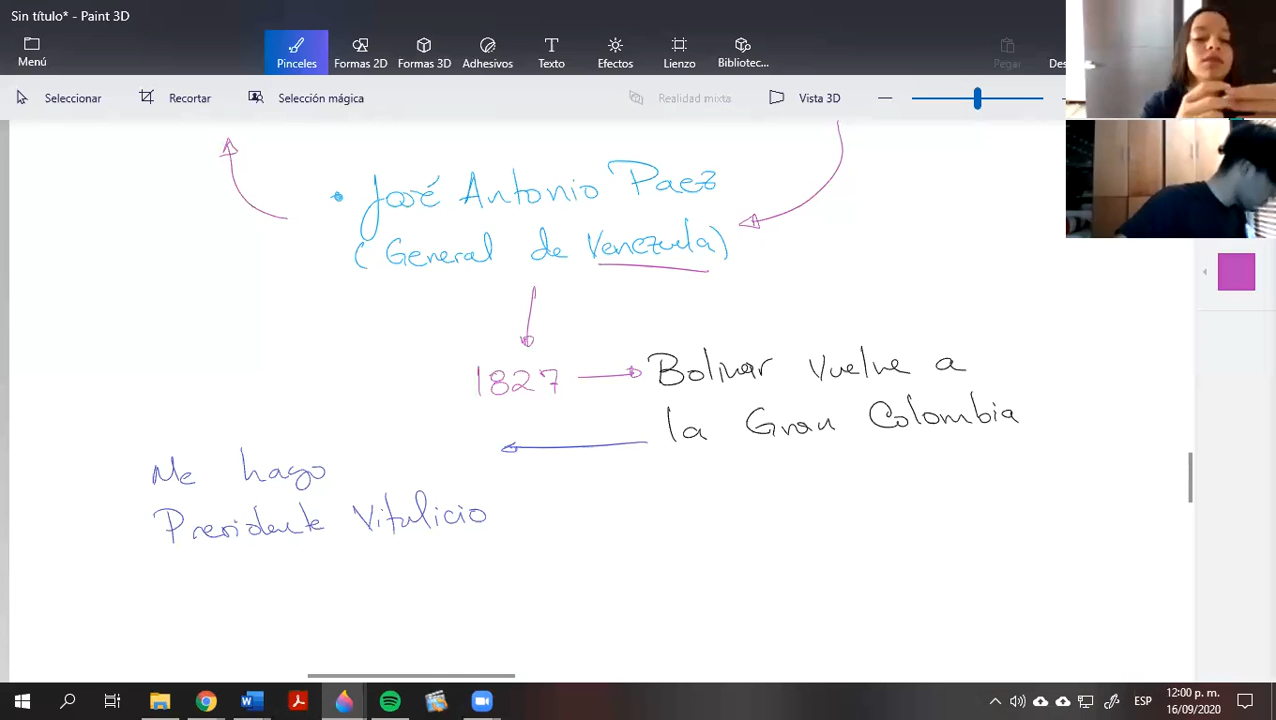 Sin título* - Paint 3D
Menú
Pinceles
Formas 2D
Formas 3D
Adhesivos
Texto
Efectos
Lienzo
Bibliotec...
Pegar
Des
Seleccionar
Recortar
Selección mágica
Realidad mixta
Vista 3D
• José Antonio Paez
(General de Venezuela)
1827 → Bolivar vuelve a
la Gran Colombia
Me hago
Presidente Vitalicio
ESP
12:00 p. m.
16/09/2020